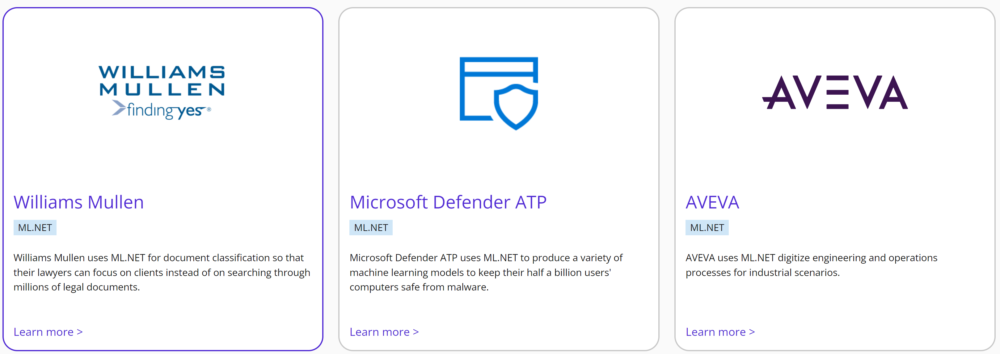 WILLIAMS
MULLEN
findingyes®
Williams Mullen
ML.NET
Williams Mullen uses ML.NET for document classification so that
their lawyers can focus on clients instead of on searching through
millions of legal documents.
Learn more >
Microsoft Defender ATP
ML.NET
Microsoft Defender ATP uses ML.NET to produce a variety of
machine learning models to keep their half a billion users'
computers safe from malware.
Learn more >
AVEVA
AVEVA
ML.NET
AVEVA uses ML.NET digitize engineering and operations
processes for industrial scenarios.
Learn more >